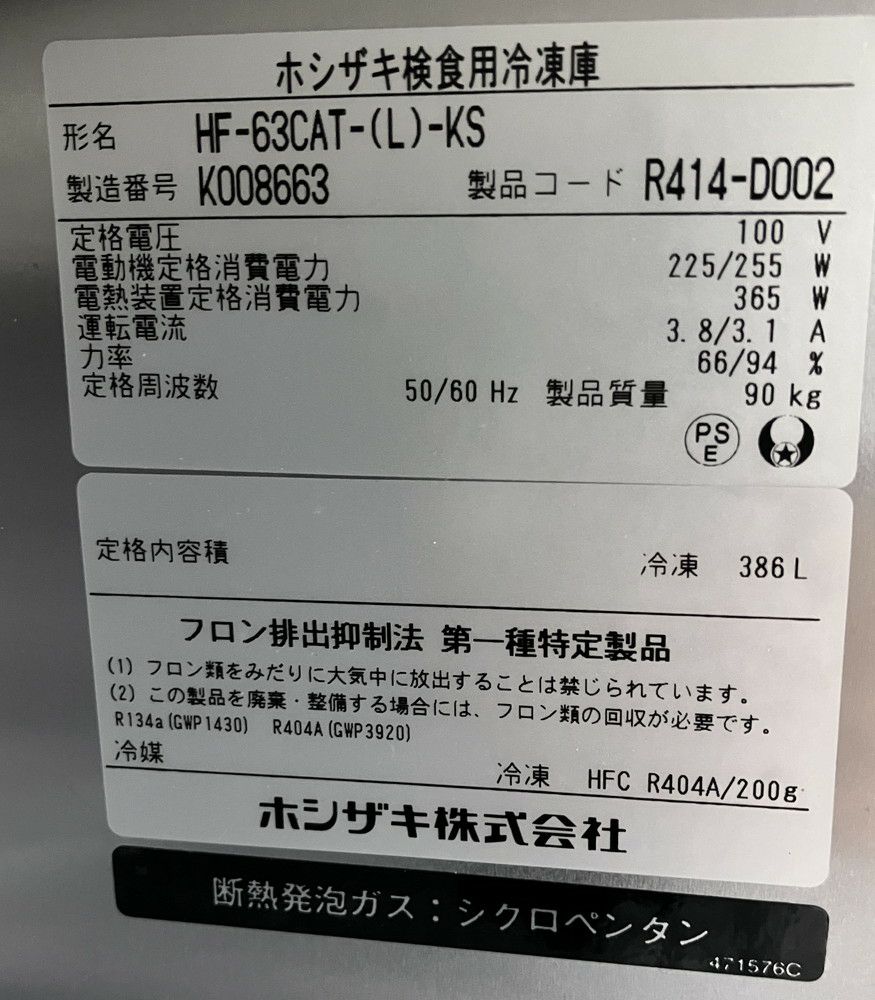 ホシザキ検食用冷凍庫
形名 HF-63CAT-(L)-KS
製造番号 K008663 製品コード R414-D002
定格電圧 100 V
電動機定格消費電力 225/255 W
電熱装置定格消費電力 365 W
運転電流 3.8/3.1 A
力率 66/94 %
定格周波数 50/60 Hz 製品質量 90 kg
PS
E
定格内容積 冷凍 386 L
フロン排出抑制法 第一種特定製品
(1) フロン類をみだりに大気中に放出することは禁じられています。
(2) この製品を廃棄・整備する場合には、フロン類の回収が必要です。
R134a(GWP1430) R404A(GWP3920)
冷媒 冷凍 HFC R404A/200g
ホシザキ株式会社
断熱発泡ガス：シクロペンタン
471576C